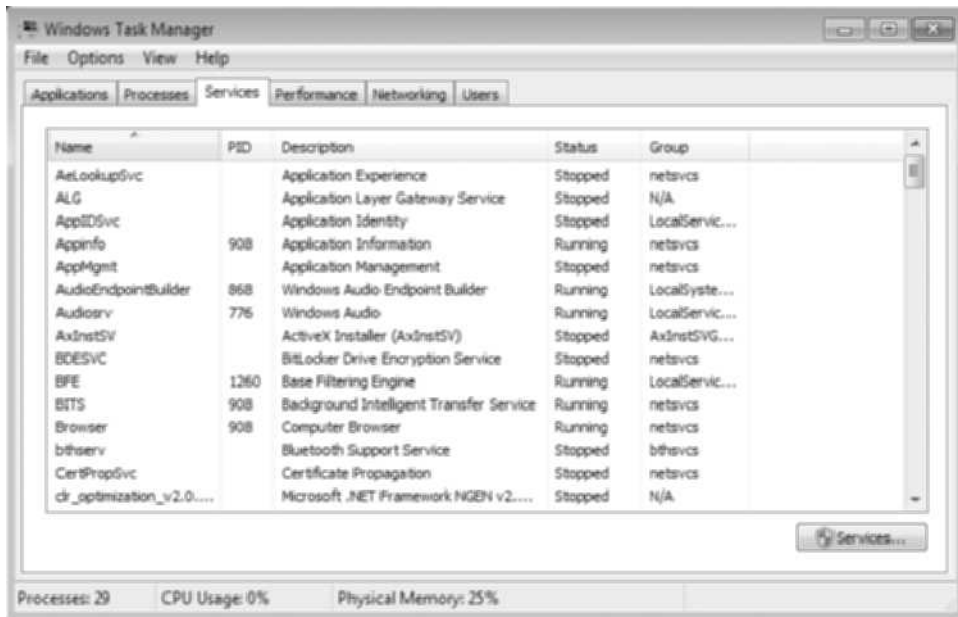 Windows Task Manager
File Options View Help
Applications Processes Services Performance Networking Users
Name PID Description Status Group
AeLookupSvc Application Experience Stopped netsvcs
ALG Application Layer Gateway Service Stopped N/A
AppIDSvc Application Identity Stopped LocalServic...
Appinfo 908 Application Information Running netsvcs
AppMgmt Application Management Stopped netsvcs
AudioEndpointBuilder 868 Windows Audio Endpoint Builder Running LocalSyste...
Audiosrv 776 Windows Audio Running LocalServic...
AxInstSV ActiveX Installer (AxInstSV) Stopped AxInstSVG...
BDESVC BitLocker Drive Encryption Service Stopped netsvcs
BFE 1260 Base Filtering Engine Running LocalServic...
BITS 908 Background Intelligent Transfer Service Running netsvcs
Browser 908 Computer Browser Running netsvcs
bthserv Bluetooth Support Service Stopped bthsvcs
CertPropSvc Certificate Propagation Stopped netsvcs
clr_optimization_v2.0.... Microsoft .NET Framework NGEN v2.... Stopped N/A
Services...
Processes: 29 CPU Usage: 0% Physical Memory: 25%